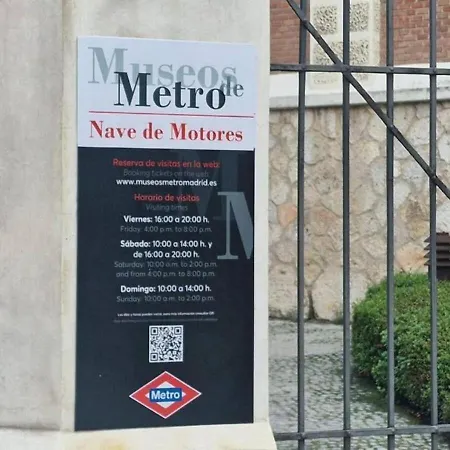 Museos de
Metro
Nave de Motores
Reserva de visitas en la web:
Booking tickets on the web
www.museosmetromadrid.es
Horario de visitas
Visiting times
Viernes: 16:00 a 20:00 h.
Friday: 4:00 p.m. to 8:00 p.m.
Sábado: 10:00 a 14:00 h. y
de 16:00 a 20:00 h.
Saturday: 10:00 a.m. to 2:00 p.m.
and from 4:00 p.m. to 8:00 p.m.
Domingo: 10:00 a 14:00 h.
Sunday: 10:00 a.m. to 2:00 p.m.
M
Metro